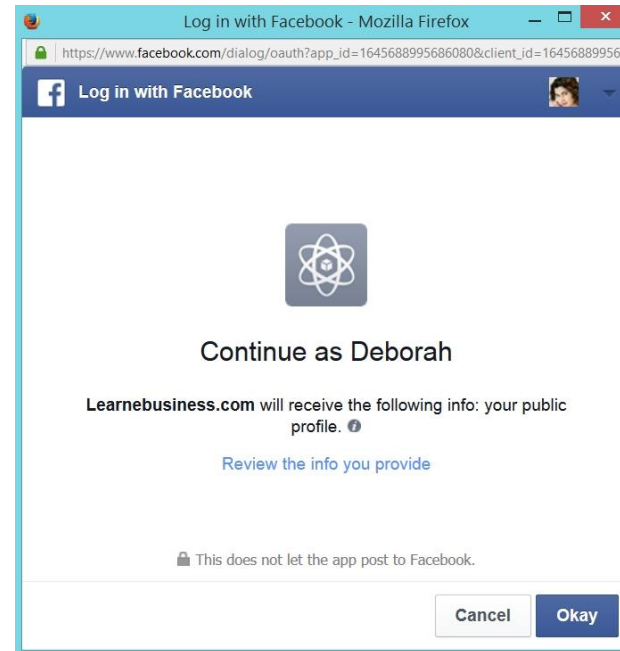 Log in with Facebook - Mozilla Firefox
https://www.facebook.com/dialog/oauth?app_id=1645688995686080&client_id=16456889956
f Log in with Facebook
Continue as Deborah
Learnebusiness.com will receive the following info: your public
profile. i
Review the info you provide
This does not let the app post to Facebook.
Cancel Okay